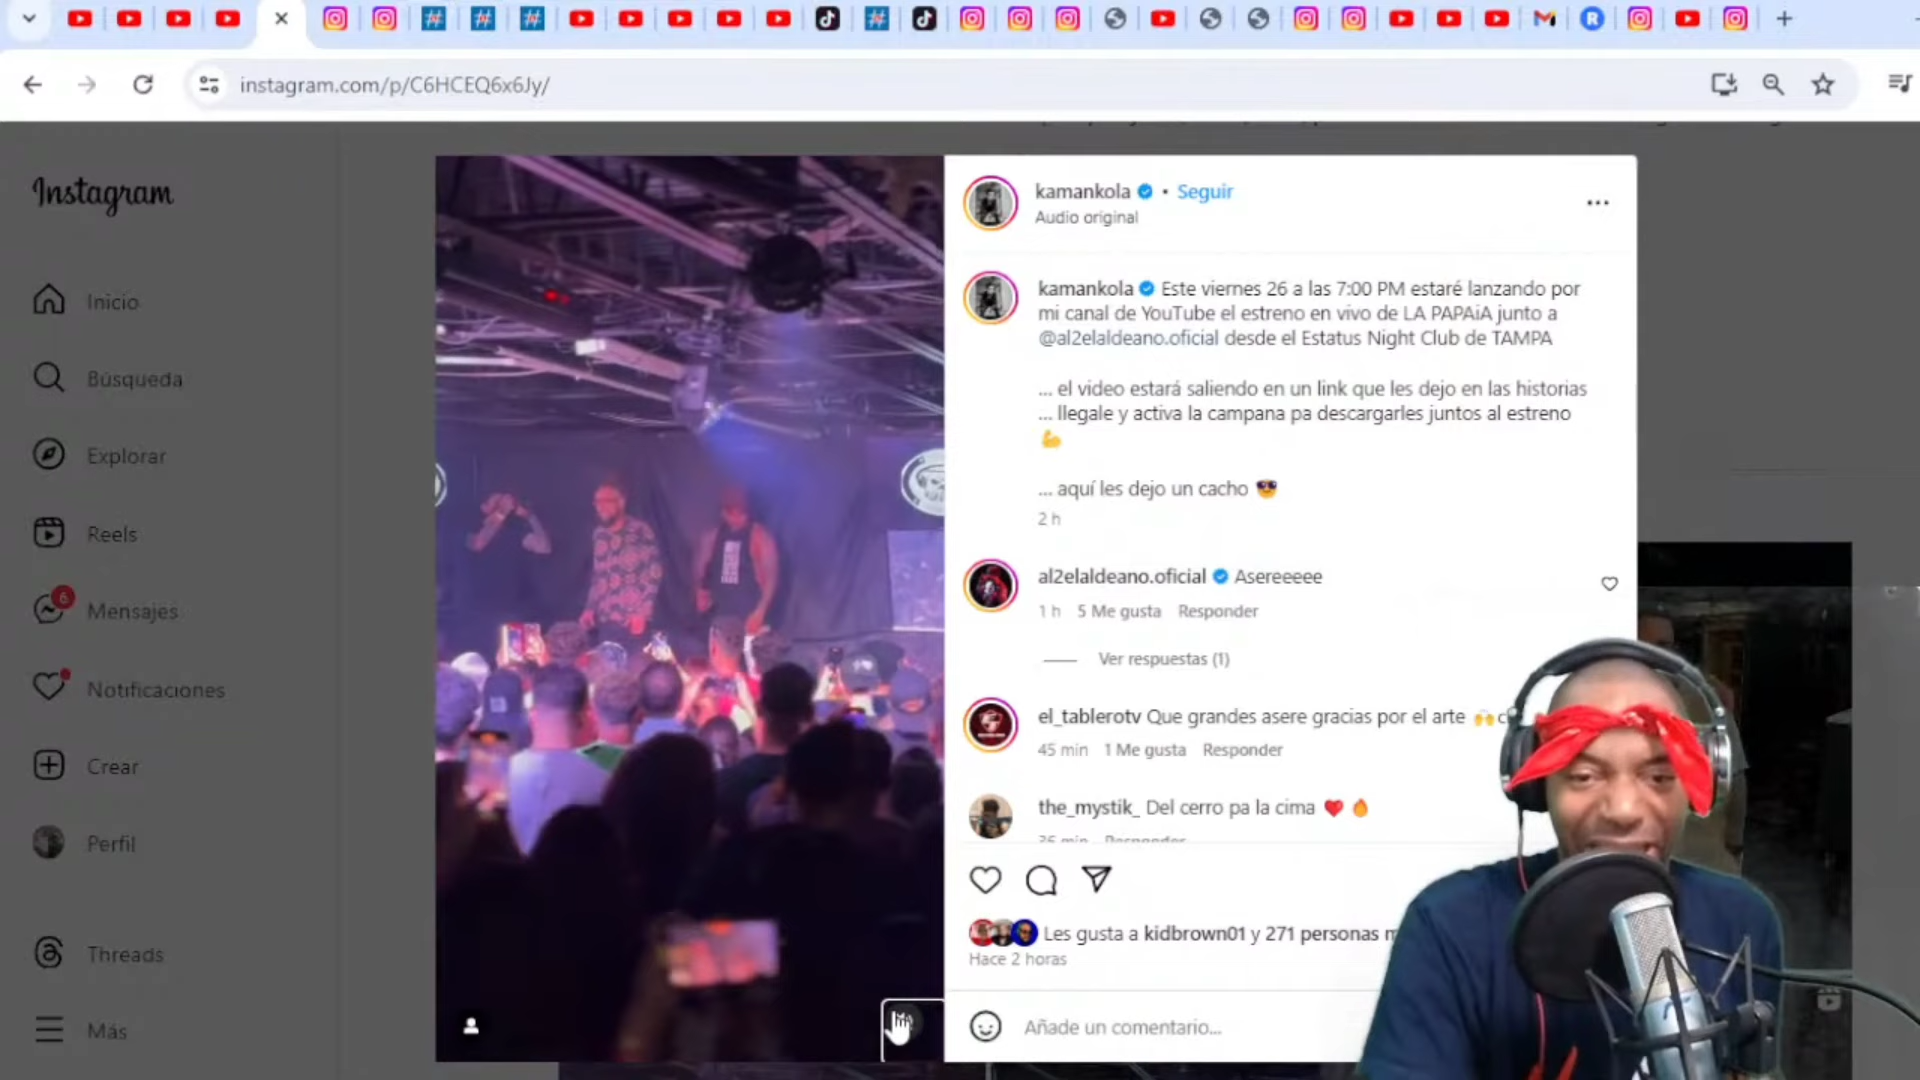 instagram.com/p/C6HCEQ6x6Jy/
Instagram
Inicio
Búsqueda
Explorar
Reels
6
Mensajes
Notificaciones
Crear
Perfil
Threads
Más
kamankola • Seguir
Audio original
kamankola Este viernes 26 a las 7:00 PM estaré lanzando por
mi canal de YouTube el estreno en vivo de LA PAPAiA junto a
@al2elaldeano.oficial desde el Estatus Night Club de TAMPA
... el video estará saliendo en un link que les dejo en las historias
... llegale y activa la campana pa descargarles juntos al estreno
💪
... aquí les dejo un cacho 😎
2 h
al2elaldeano.oficial Asereeeee
1 h 5 Me gusta Responder
Ver respuestas (1)
el_tablerotv Que grandes asere gracias por el arte 🙌
45 min 1 Me gusta Responder
the_mystik_ Del cerro pa la cima ❤️ 🔥
36 min Responder
Les gusta a kidbrown01 y 271 personas
Hace 2 horas
Añade un comentario...